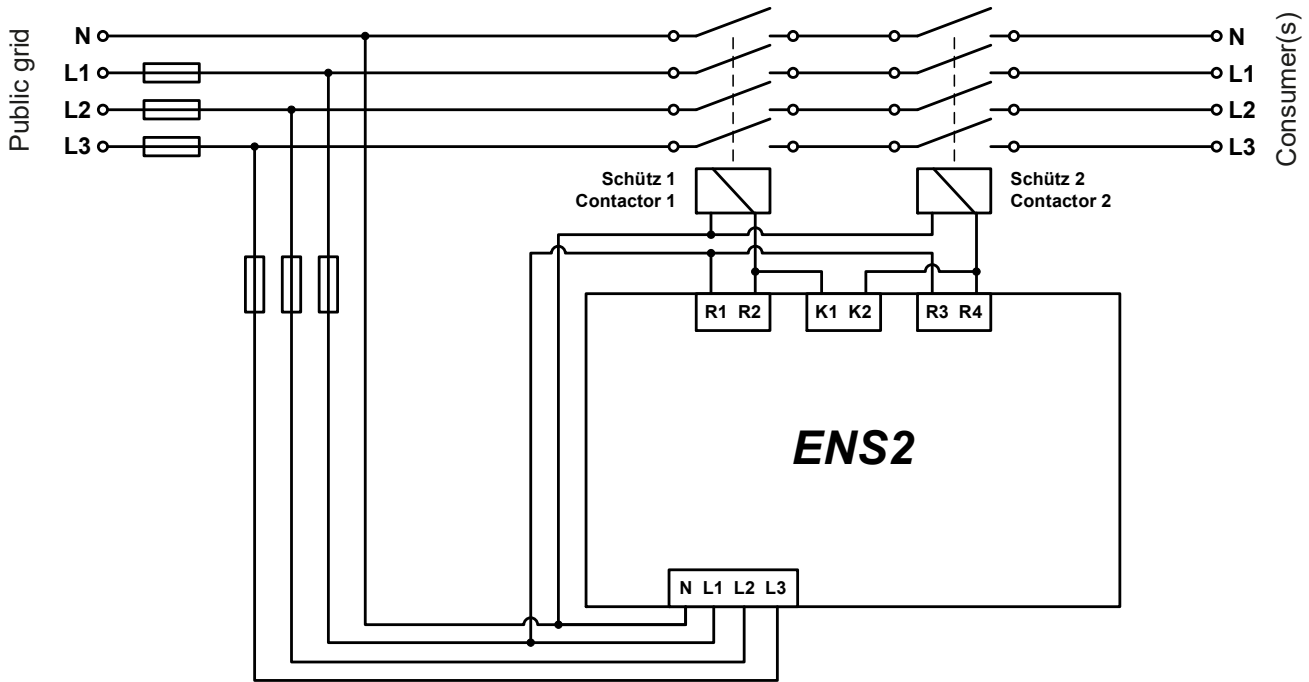 Public grid
N
L1
L2
L3
N
L1
L2
L3
Consumer(s)
Schütz 1
Contactor 1
Schütz 2
Contactor 2
R1 R2
K1 K2
R3 R4
ENS2
N L1 L2 L3